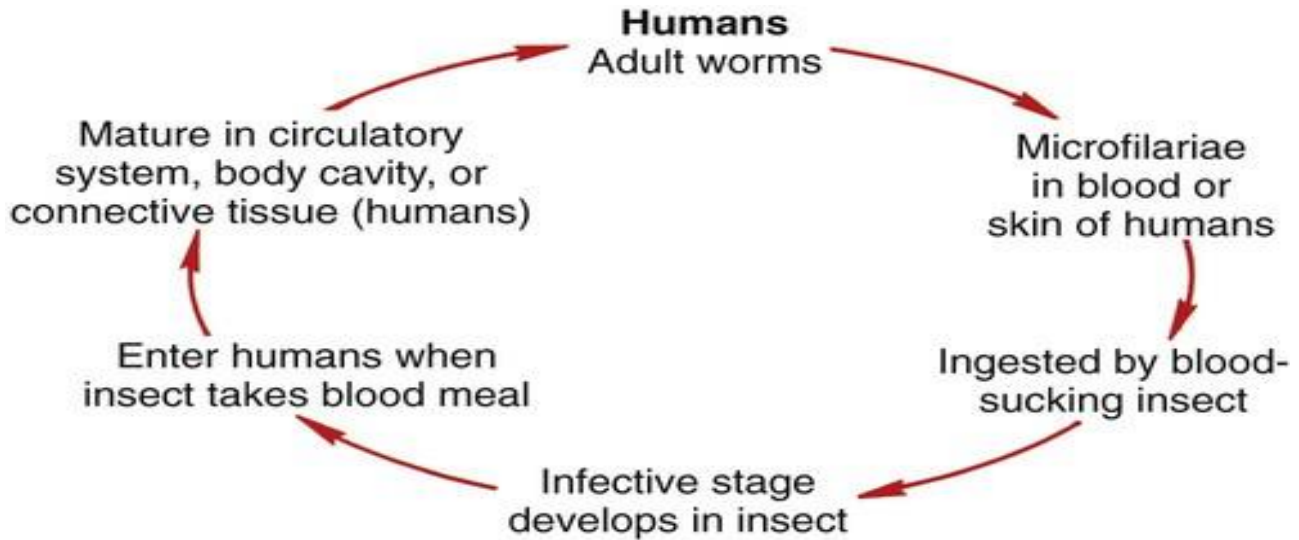 Humans
Adult worms
Microfilariae
in blood or
skin of humans
Ingested by blood-
sucking insect
Infective stage
develops in insect
Enter humans when
insect takes blood meal
Mature in circulatory
system, body cavity, or
connective tissue (humans)